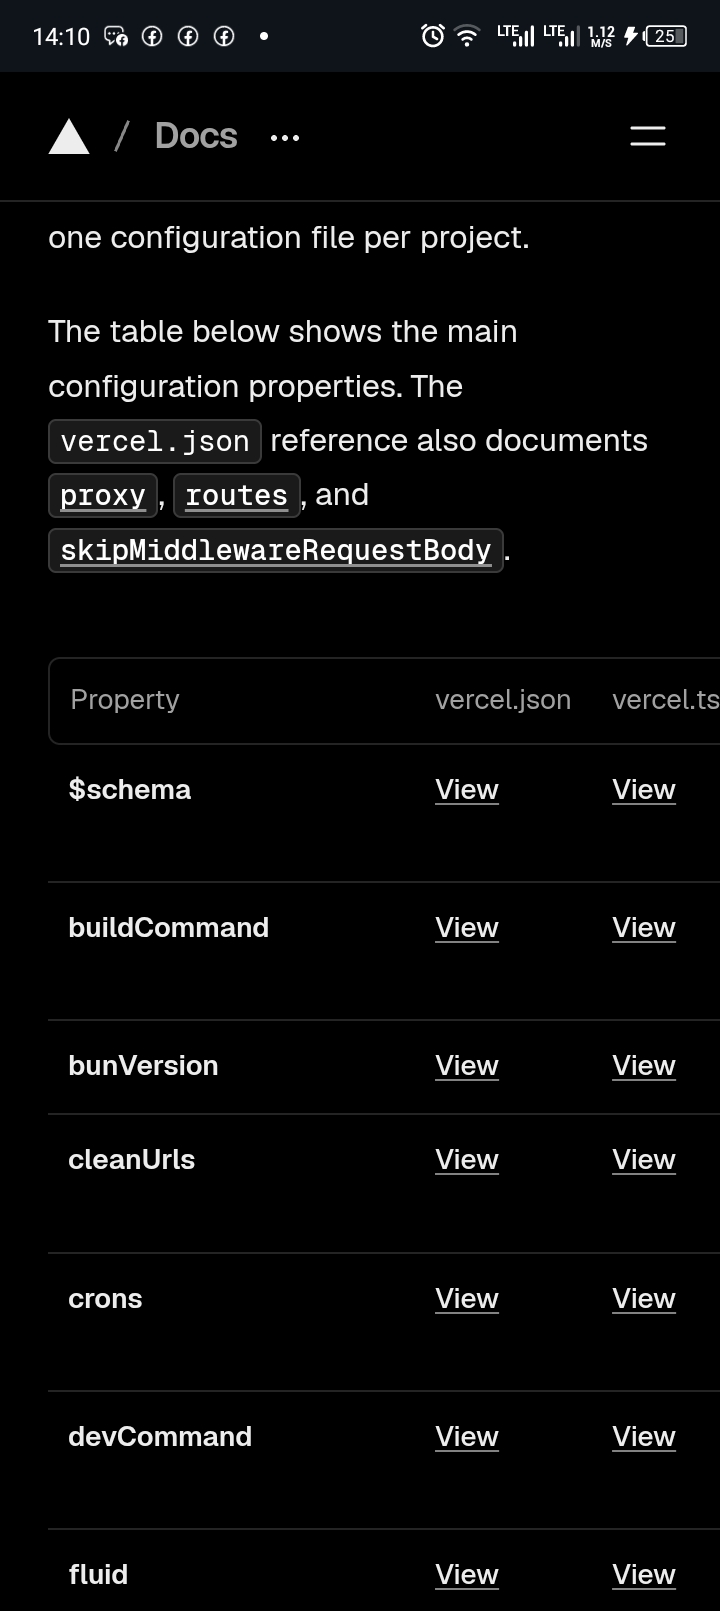 14:10 LTE LTE 1.12 M/S 25
/ Docs ...
one configuration file per project.
The table below shows the main
configuration properties. The
vercel.json reference also documents
proxy, routes, and
skipMiddlewareRequestBody.
Property vercel.json vercel.ts
$schema View View
buildCommand View View
bunVersion View View
cleanUrls View View
crons View View
devCommand View View
fluid View View